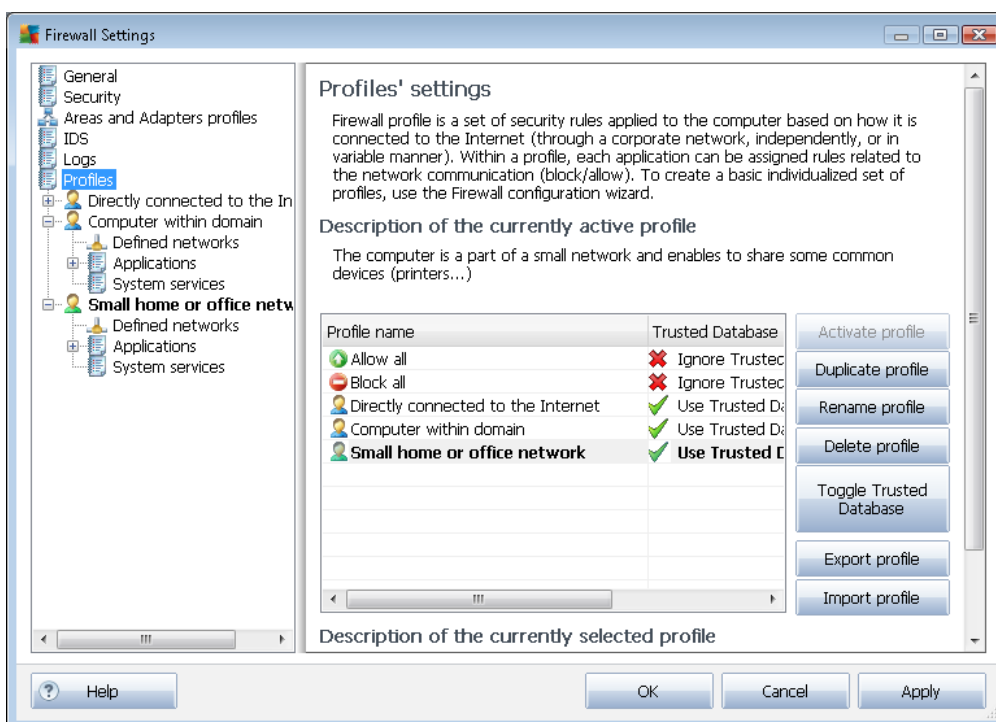 Firewall Settings
General
Security
Areas and Adapters profiles
IDS
Logs
Profiles
Directly connected to the In
Computer within domain
Defined networks
Applications
System services
Small home or office netw
Defined networks
Applications
System services
Profiles' settings
Firewall profile is a set of security rules applied to the computer based on how it is
connected to the Internet (through a corporate network, independently, or in
variable manner). Within a profile, each application can be assigned rules related to
the network communication (block/allow). To create a basic individualized set of
profiles, use the Firewall configuration wizard.
Description of the currently active profile
The computer is a part of a small network and enables to share some common
devices (printers...)
Profile name Trusted Database
Allow all Ignore Trusted
Block all Ignore Trusted
Directly connected to the Internet Use Trusted Da
Computer within domain Use Trusted Da
Small home or office network Use Trusted D
Activate profile
Duplicate profile
Rename profile
Delete profile
Toggle Trusted
Database
Export profile
Import profile
Description of the currently selected profile
? Help
OK
Cancel
Apply